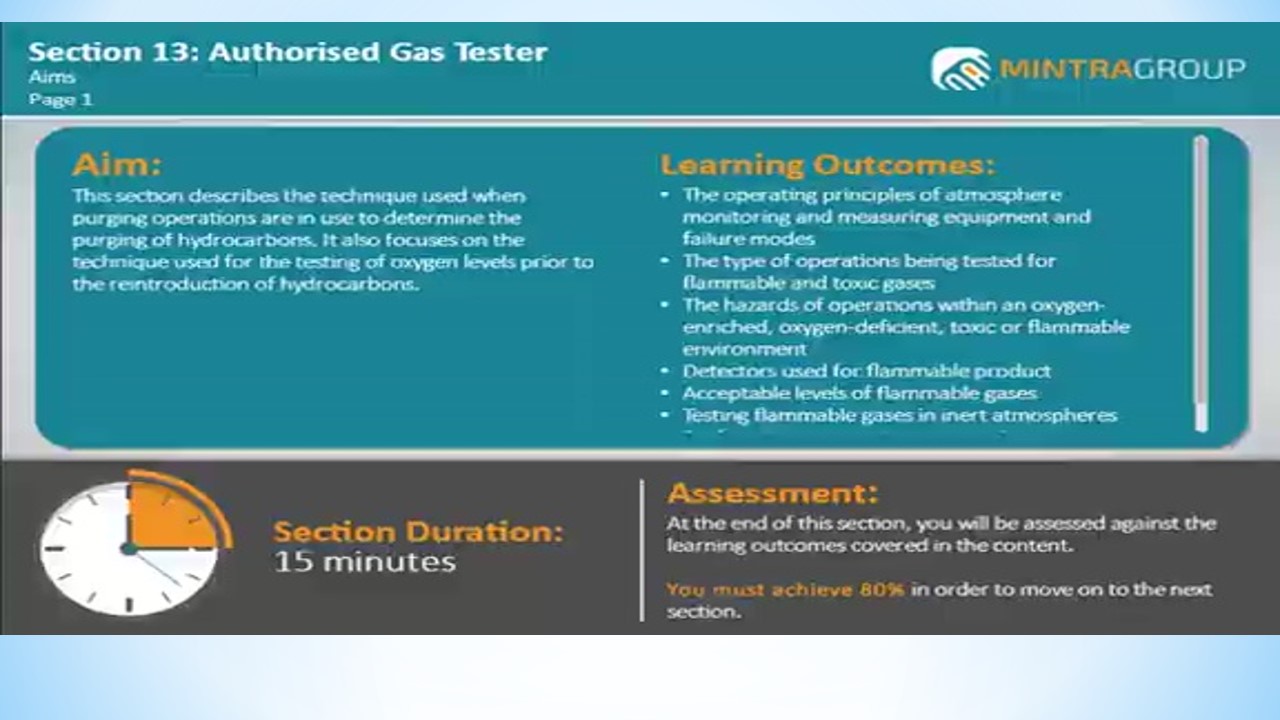 Section 13: Authorised Gas Tester
Aims
Page 1
MINTRAGROUP
Aim:
This section describes the technique used when
purging operations are in use to determine the
purging of hydrocarbons. It also focuses on the
technique used for the testing of oxygen levels prior to
the reintroduction of hydrocarbons.
Learning Outcomes:
• The operating principles of atmosphere
monitoring and measuring equipment and
failure modes
• The type of operations being tested for
flammable and toxic gases
• The hazards of operations within an oxygen-
enriched, oxygen-deficient, toxic or flammable
environment
• Detectors used for flammable product
• Acceptable levels of flammable gases
• Testing flammable gases in inert atmospheres
Section Duration:
15 minutes
Assessment:
At the end of this section, you will be assessed against the
learning outcomes covered in the content.
You must achieve 80% in order to move on to the next
section.